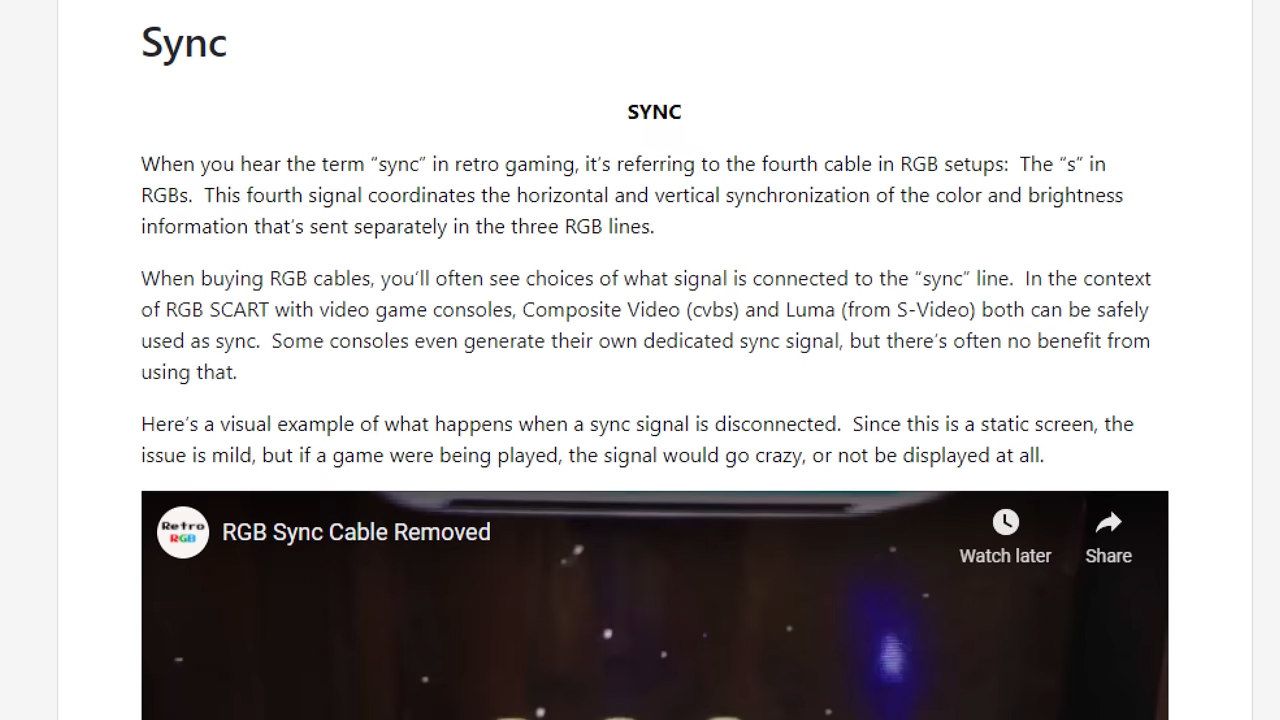 Sync
SYNC
When you hear the term “sync” in retro gaming, it’s referring to the fourth cable in RGB setups:  The “s” in
RGBs.  This fourth signal coordinates the horizontal and vertical synchronization of the color and brightness
information that’s sent separately in the three RGB lines.
When buying RGB cables, you’ll often see choices of what signal is connected to the “sync” line.  In the context
of RGB SCART with video game consoles, Composite Video (cvbs) and Luma (from S-Video) both can be safely
used as sync.  Some consoles even generate their own dedicated sync signal, but there’s often no benefit from
using that.
Here’s a visual example of what happens when a sync signal is disconnected.  Since this is a static screen, the
issue is mild, but if a game were being played, the signal would go crazy, or not be displayed at all.
Retro
RGB
RGB Sync Cable Removed
Watch later
Share